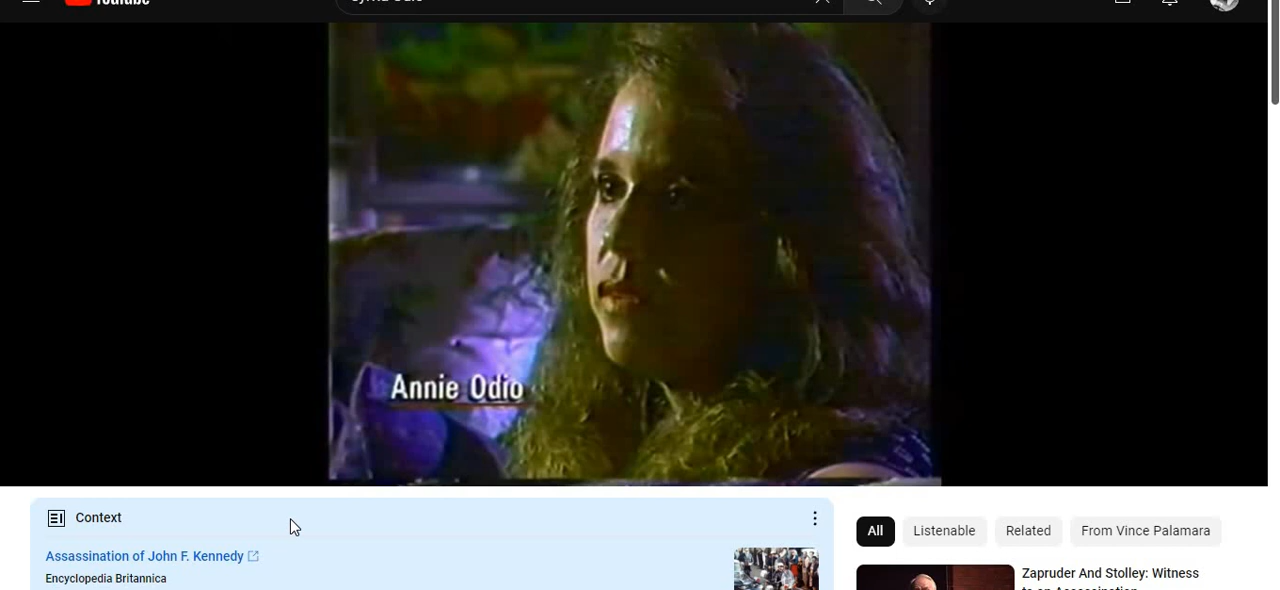 Annie Odio
Context
Assassination of John F. Kennedy
Encyclopedia Britannica
All
Listenable
Related
From Vince Palamara
Zapruder And Stolley: Witness